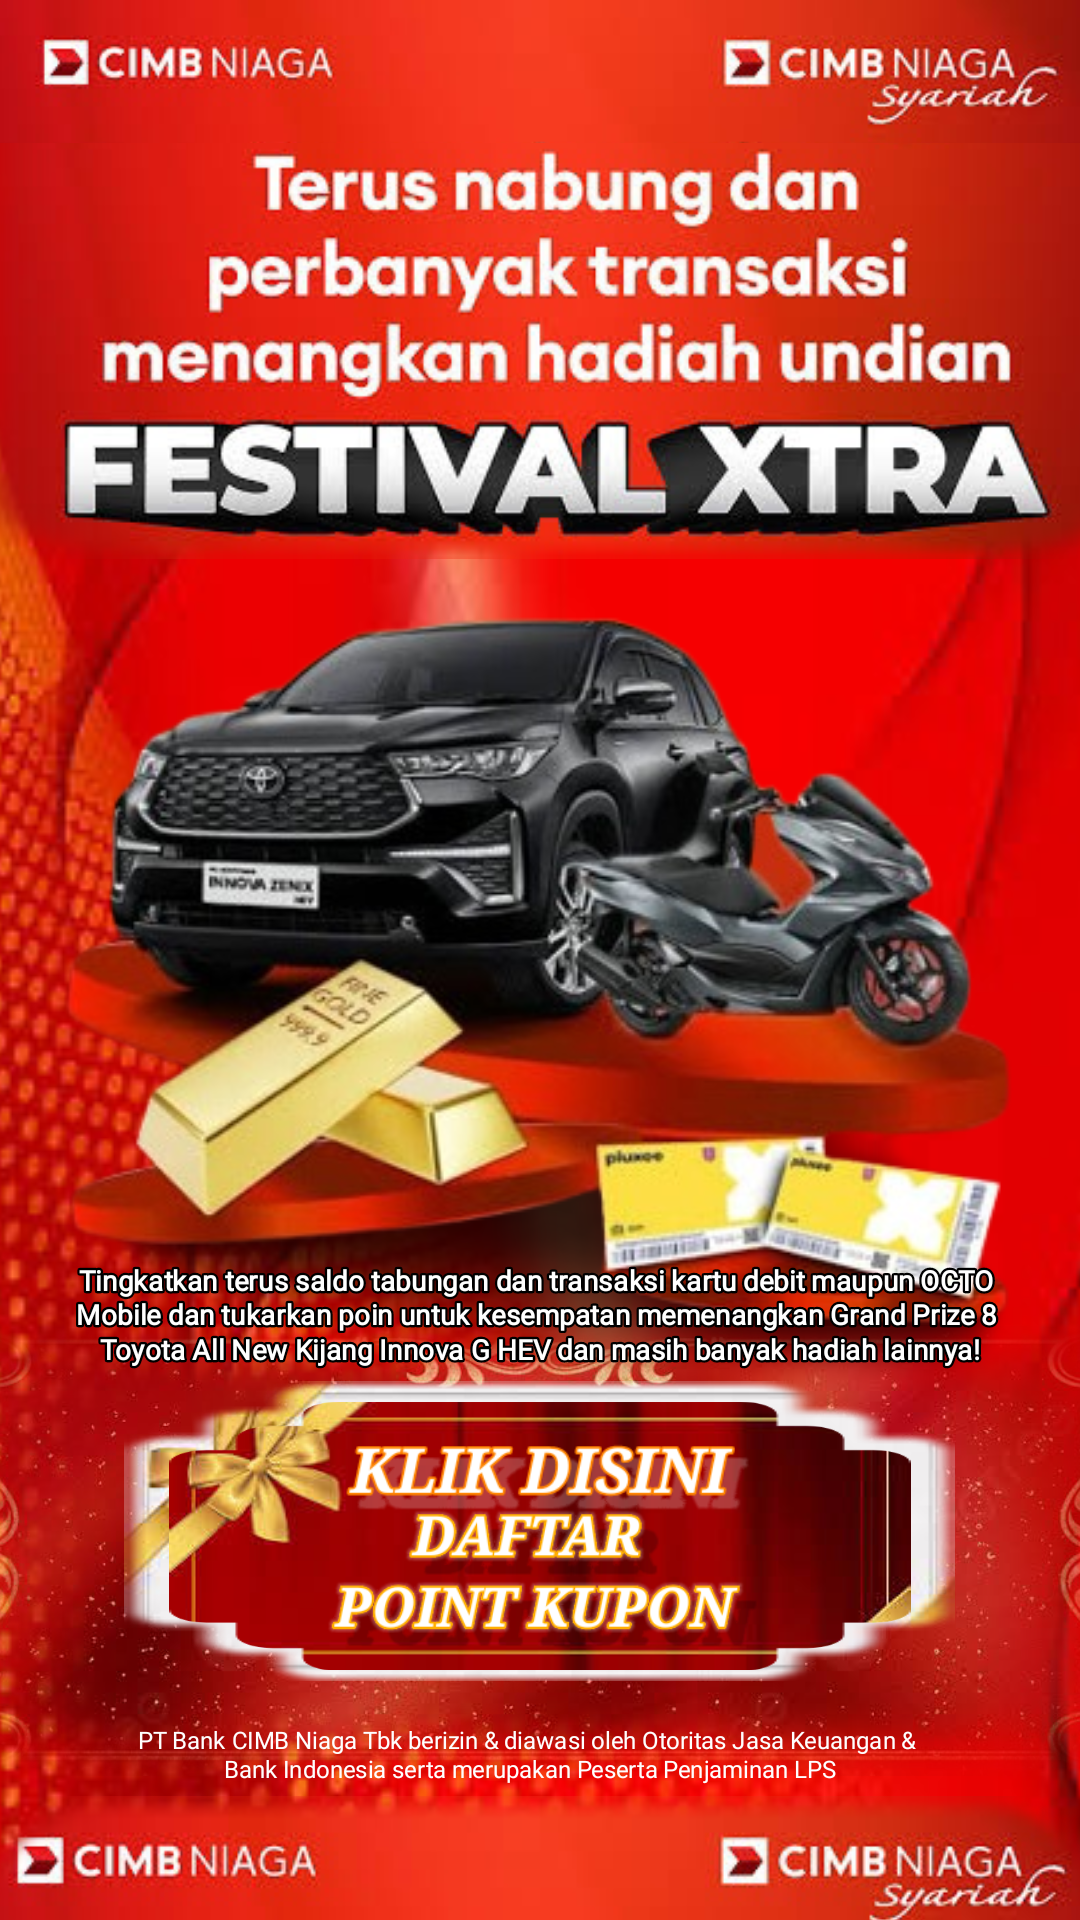 CIMB NIAGA
CIMB NIAGA
syariah
Terus nabung dan
perbanyak transaksi
menangkan hadiah undian
FESTIVAL XTRA
INNOVA ZENIX
HEV
FINE
GOLD
999.9
pluxee
pluxee
Tingkatkan terus saldo tabungan dan transaksi kartu debit maupun OCTO
Mobile dan tukarkan poin untuk kesempatan memenangkan Grand Prize 8
Toyota All New Kijang Innova G HEV dan masih banyak hadiah lainnya!
KLIK DISINI
DAFTAR
POINT KUPON
PT Bank CIMB Niaga Tbk berizin & diawasi oleh Otoritas Jasa Keuangan &
Bank Indonesia serta merupakan Peserta Penjaminan LPS
CIMB NIAGA
CIMB NIAGA
syariah